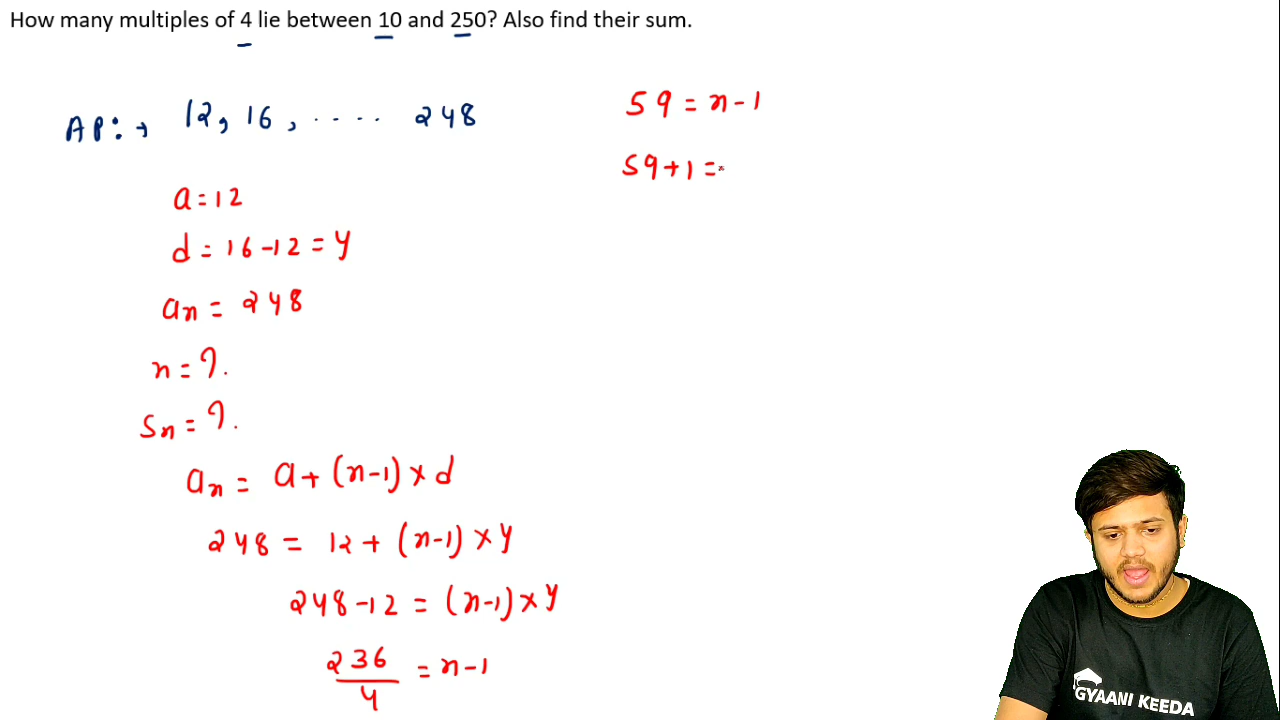 How many multiples of 4 lie between 10 and 250? Also find their sum.
AP:→ 12, 16, ..... 248
a = 12
d = 16 - 12 = 4
an = 248
n = ?.
Sn = ?.
an = a + (n-1) × d
248 = 12 + (n-1) × 4
248 - 12 = (n-1) × 4
236/4 = n - 1
59 = n - 1
59 + 1 =
GYAANI KEEDA